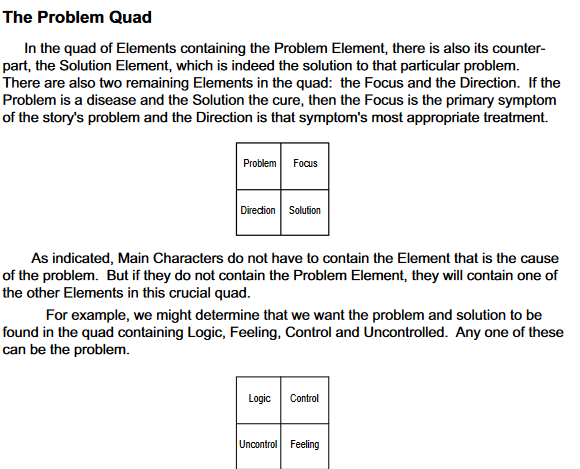 The Problem Quad
In the quad of Elements containing the Problem Element, there is also its counter-
part, the Solution Element, which is indeed the solution to that particular problem.
There are also two remaining Elements in the quad:  the Focus and the Direction.  If the
Problem is a disease and the Solution the cure, then the Focus is the primary symptom
of the story's problem and the Direction is that symptom's most appropriate treatment.
Problem Focus
Direction Solution
As indicated, Main Characters do not have to contain the Element that is the cause
of the problem.  But if they do not contain the Problem Element, they will contain one of
the other Elements in this crucial quad.
For example, we might determine that we want the problem and solution to be
found in the quad containing Logic, Feeling, Control and Uncontrolled.  Any one of these
can be the problem.
Logic Control
Uncontrol Feeling